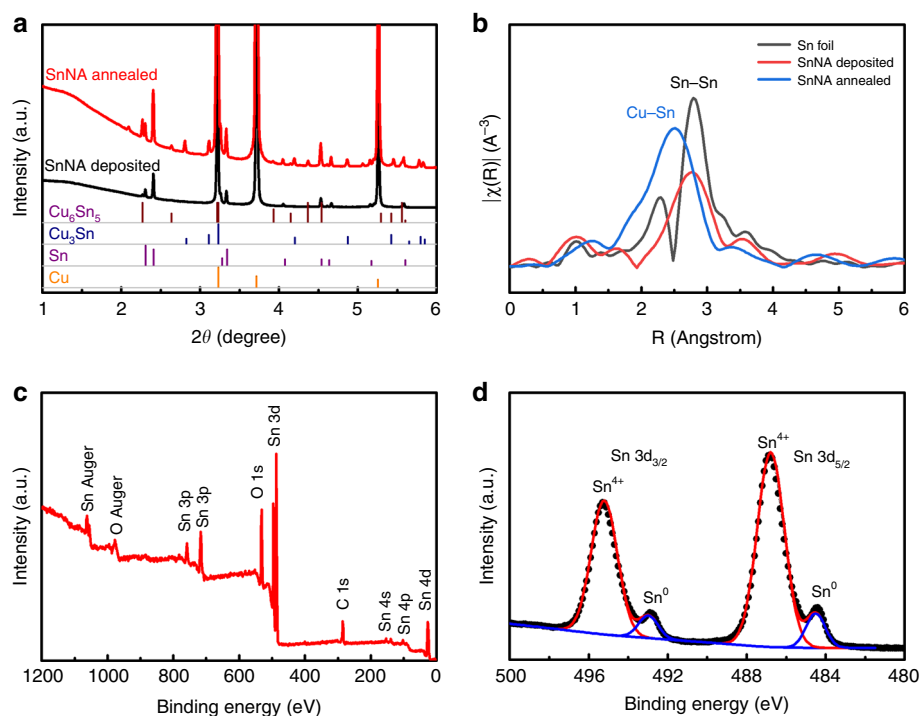 a
SnNA annealed
SnNA deposited
Cu₆Sn₅
Cu₃Sn
Sn
Cu
Intensity (a.u.)
1 2 3 4 5 6
2θ (degree)
b
Sn foil
SnNA deposited
SnNA annealed
Sn–Sn
Cu–Sn
|χ(R)| (A⁻³)
0 1 2 3 4 5 6
R (Angstrom)
c
Sn Auger
O Auger
Sn 3p
Sn 3p
O 1s
Sn 3d
C 1s
Sn 4s
Sn 4p
Sn 4d
Intensity (a.u.)
1200 1000 800 600 400 200 0
Binding energy (eV)
d
Sn⁴⁺
Sn 3d₃/₂
Sn 3d₅/₂
Sn⁴⁺
Sn⁰
Sn⁰
Intensity (a.u.)
500 496 492 488 484 480
Binding energy (eV)